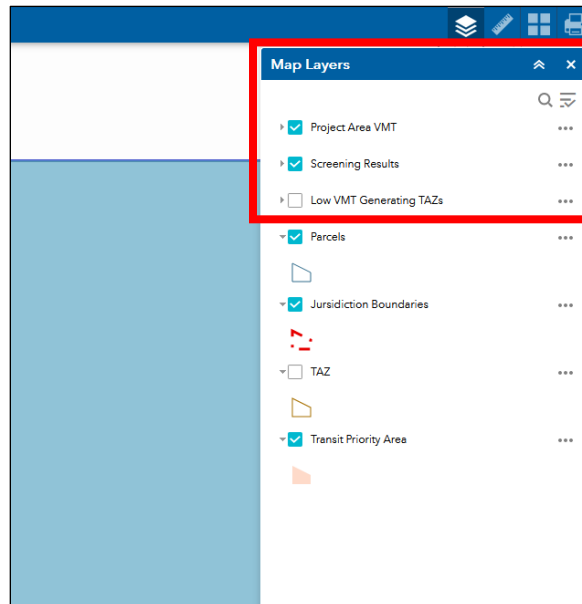 Map Layers
Project Area VMT
Screening Results
Low VMT Generating TAZs
Parcels
Jursidiction Boundaries
TAZ
Transit Priority Area